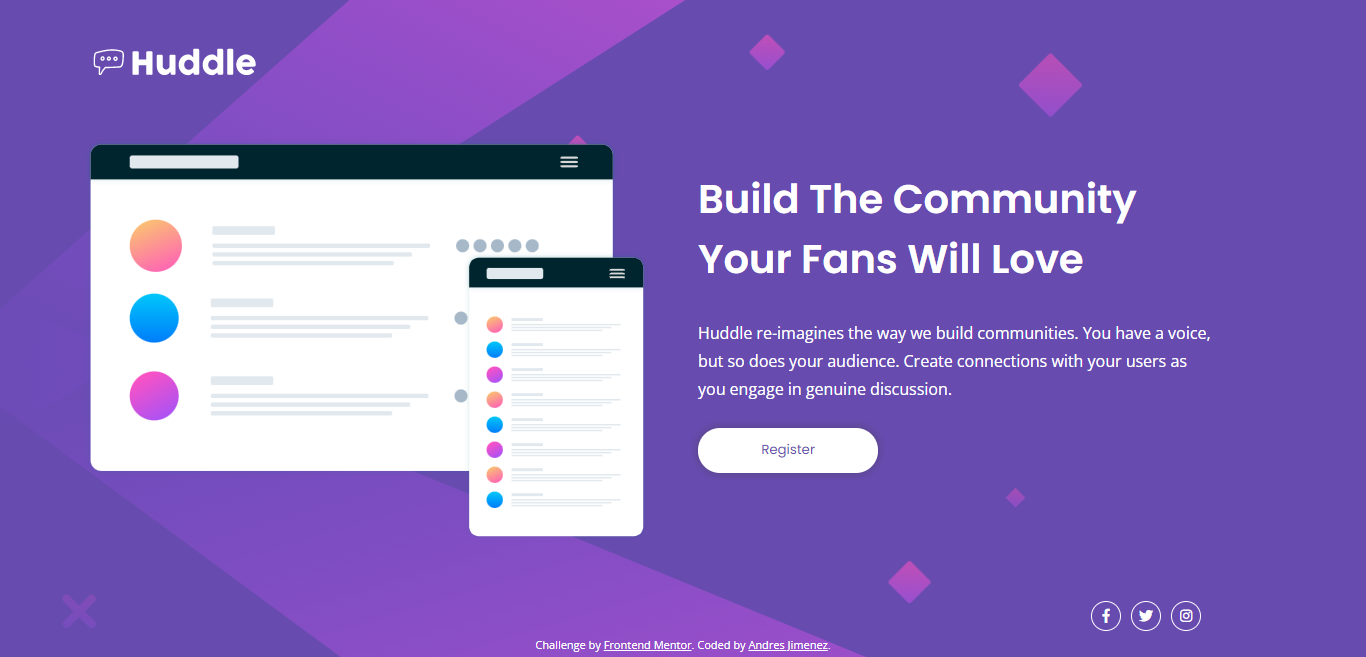 Huddle
Build The Community
Your Fans Will Love
Huddle re-imagines the way we build communities. You have a voice,
but so does your audience. Create connections with your users as
you engage in genuine discussion.
Register
Challenge by Frontend Mentor. Coded by Andres Jimenez.